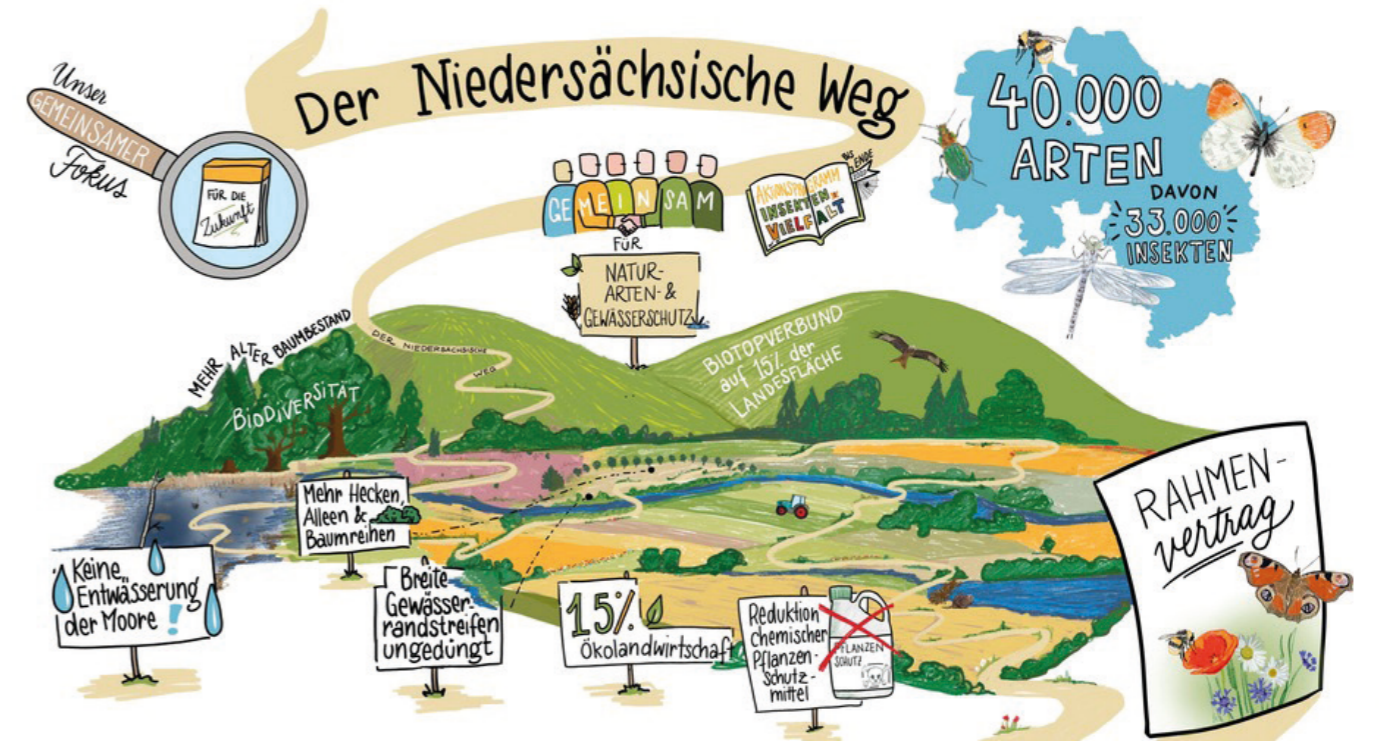 Unser
GEMEINSAMER
Fokus
FÜR DIE
Zukunft
Der Niedersächsische Weg
GEMEINSAM
FÜR
NATUR-
ARTEN- &
GEWÄSSERSCHUTZ
AKTIONSPROGRAMM
INSEKTEN-
VIELFALT
BIS
ENDE
40.000
ARTEN
DAVON
33.000
INSEKTEN
MEHR ALTER BAUMBESTAND
BIODIVERSITÄT
DER NIEDERSÄCHSISCHE
WEG
BIOTOPVERBUND
auf 15% der
LANDESFLÄCHE
Mehr Hecken,
Alleen &
Baumreihen
Keine
Entwässerung
der Moore !
Breite
Gewässer-
randstreifen
ungedüngt
15%
Ökolandwirtschaft
Reduktion
chemischer
Pflanzen-
schutz-
mittel
PFLANZEN
SCHUTZ
RAHMEN-
vertrag